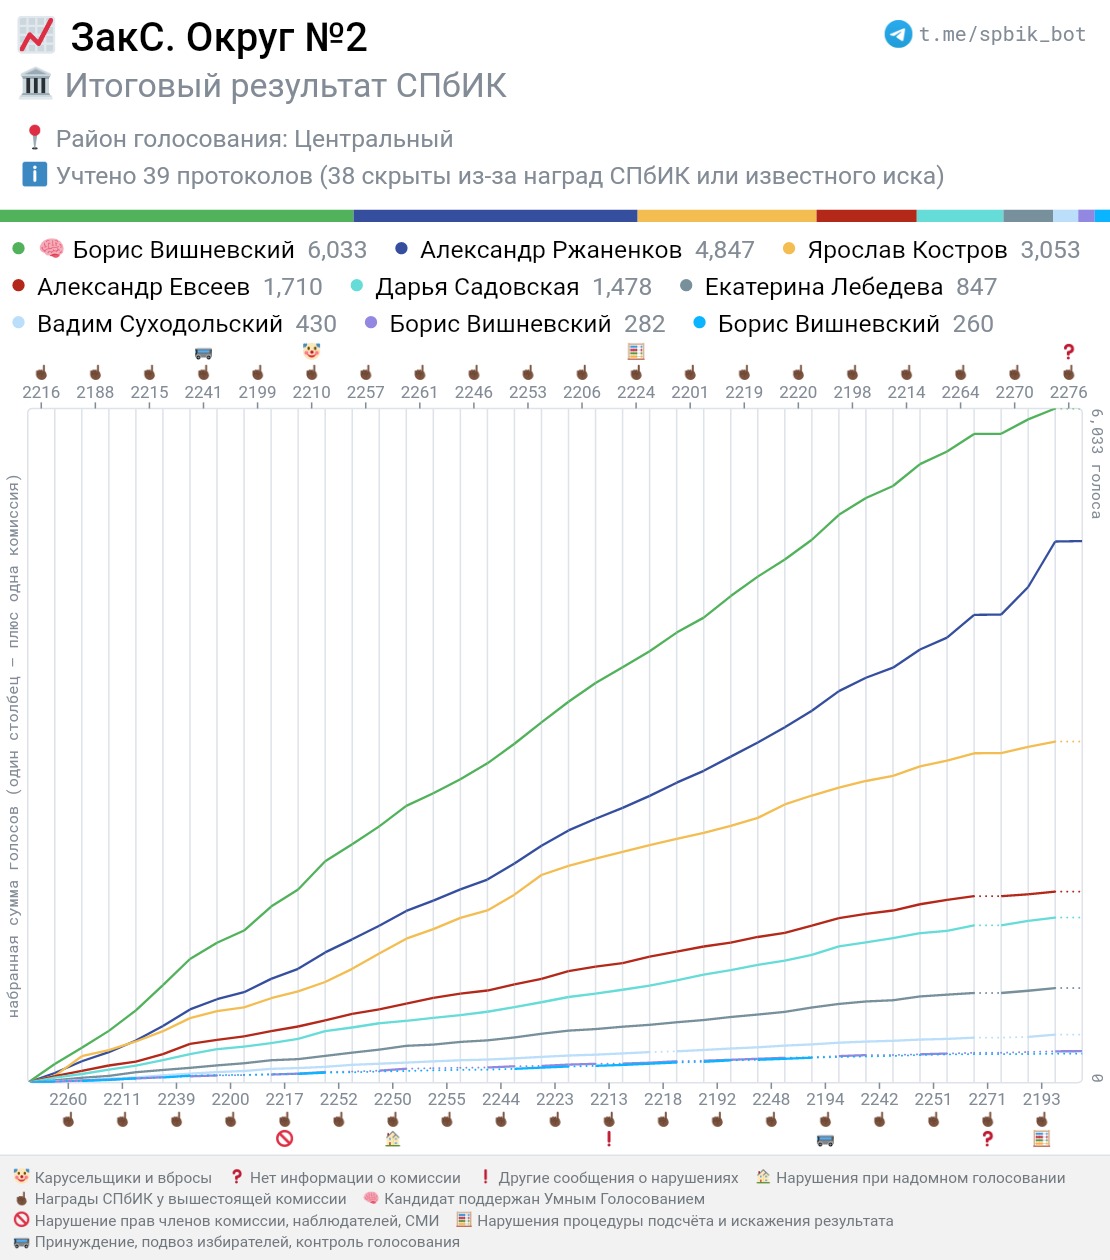 ЗакС. Округ №2
t.me/spbik_bot
Итоговый результат СПбИК
Район голосования: Центральный
Учтено 39 протоколов (38 скрыты из-за наград СПбИК или известного иска)
Борис Вишневский 6,033 Александр Ржаненков 4,847 Ярослав Костров 3,053
Александр Евсеев 1,710 Дарья Садовская 1,478 Екатерина Лебедева 847
Вадим Суходольский 430 Борис Вишневский 282 Борис Вишневский 260
2216 2188 2215 2241 2199 2210 2257 2261 2246 2253 2206 2224 2201 2219 2220 2198 2214 2264 2270 2276
6,033 голоса
набранная сумма голосов (один столбец – плюс одна комиссия)
0
2260 2211 2239 2200 2217 2252 2250 2255 2244 2223 2213 2218 2192 2248 2194 2242 2251 2271 2193
Карусельщики и вбросы ? Нет информации о комиссии ! Другие сообщения о нарушениях Нарушения при надомном голосовании
Награды СПбИК у вышестоящей комиссии Кандидат поддержан Умным Голосованием
Нарушение прав членов комиссии, наблюдателей, СМИ Нарушения процедуры подсчёта и искажения результата
Принуждение, подвоз избирателей, контроль голосования